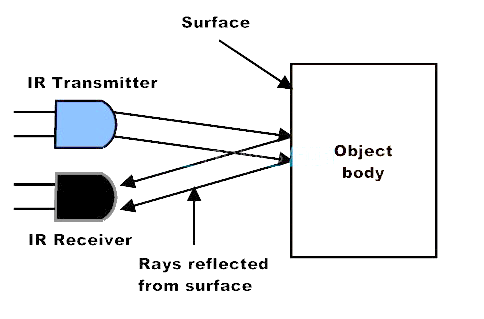 Surface
IR Transmitter
Object
body
IR Receiver
Rays reflected
from surface